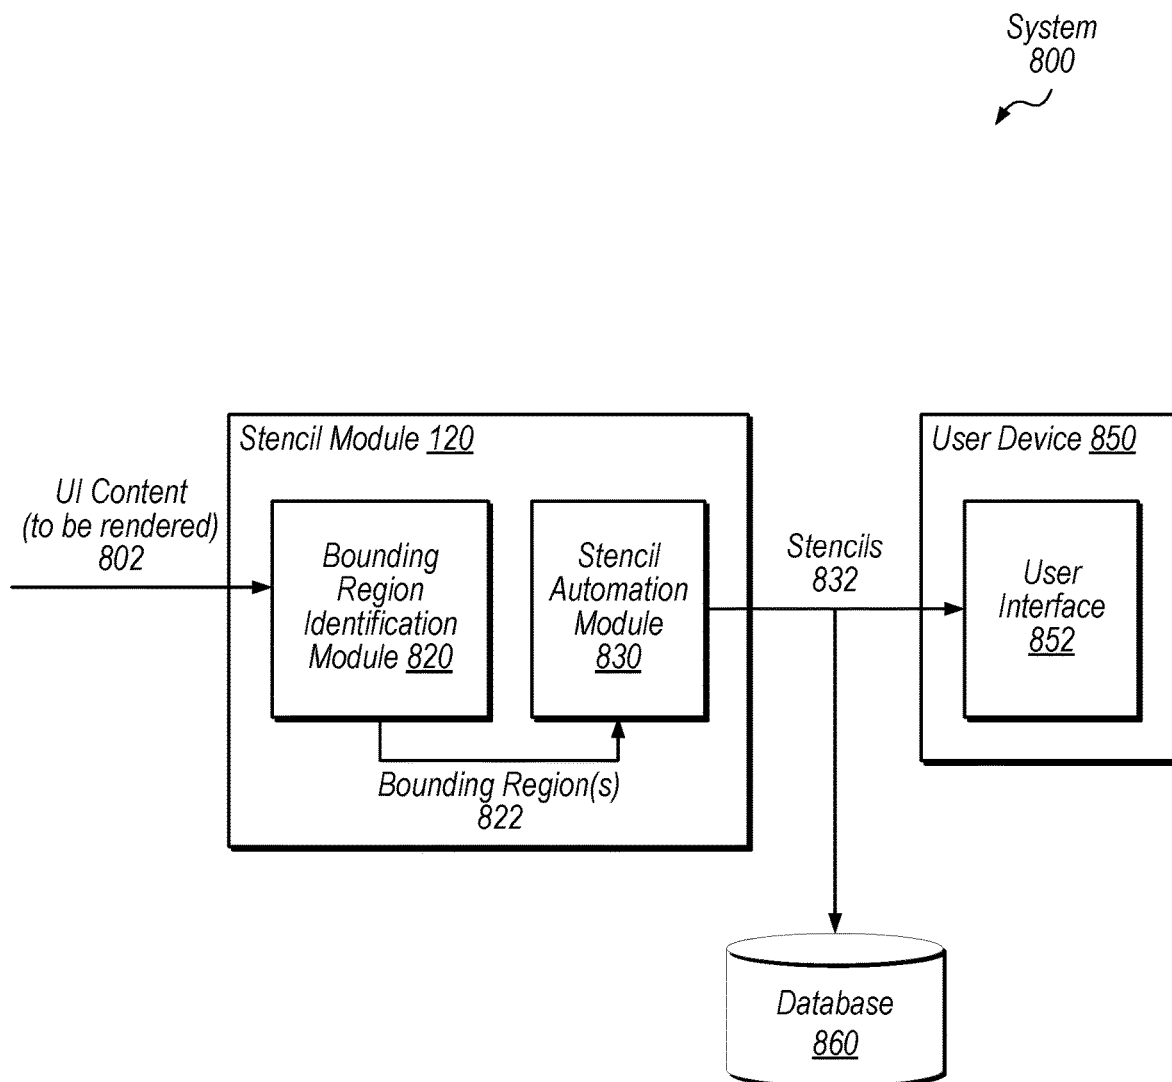 System
800
Stencil Module 120
User Device 850
UI Content
(to be rendered)
802
Bounding
Region
Identification
Module 820
Stencil
Automation
Module
830
Stencils
832
User
Interface
852
Bounding Region(s)
822
Database
860